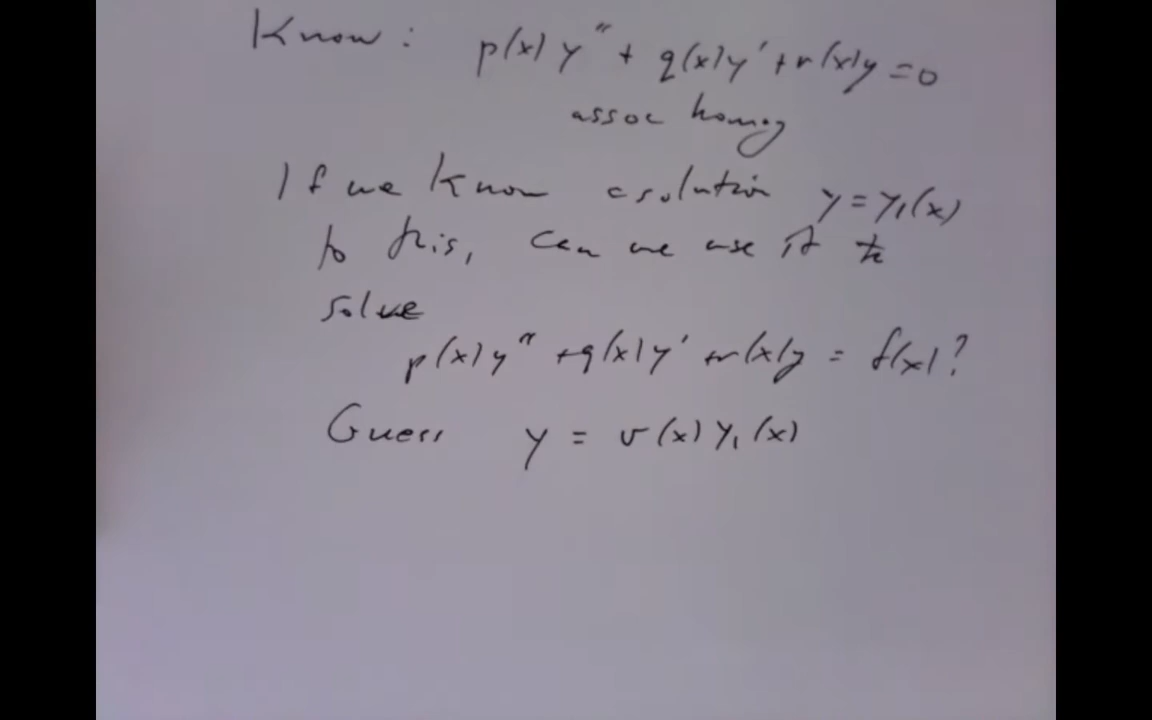 Know: p(x) y" + q(x) y' + r(x) y = 0
assoc homog
If we know a solution y = y₁(x)
to this, can we use it to
solve
p(x) y" + q(x) y' + r(x) y = f(x)?
Guess y = v(x) y₁(x)